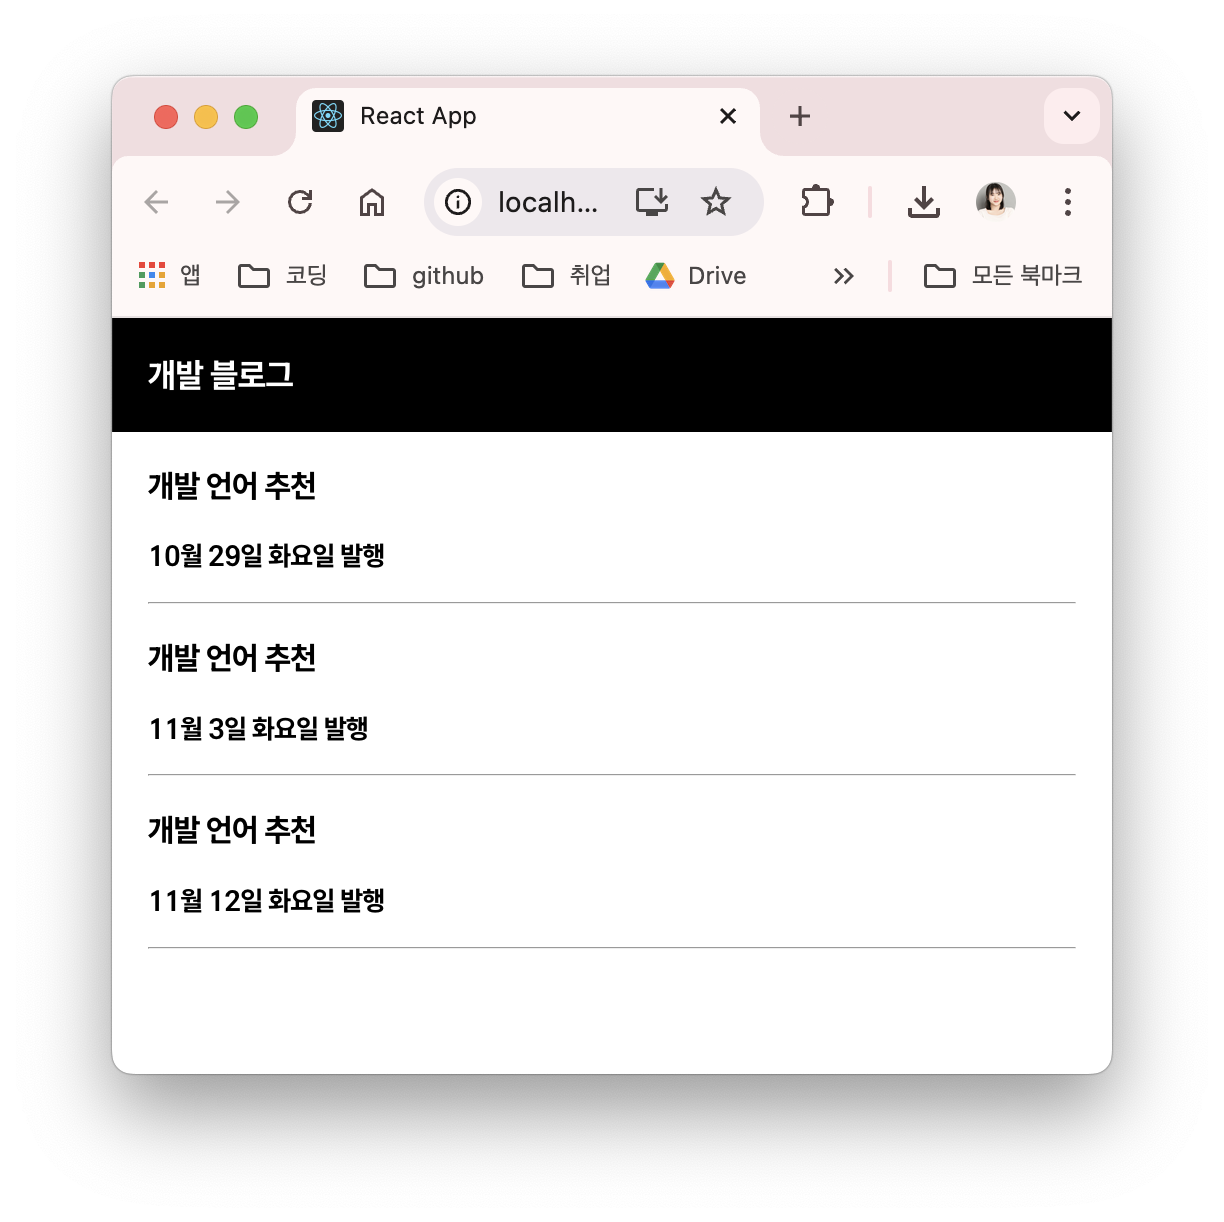 React App
localh...
앱 코딩 github 취업 Drive 모든 북마크
개발 블로그
개발 언어 추천
10월 29일 화요일 발행
개발 언어 추천
11월 3일 화요일 발행
개발 언어 추천
11월 12일 화요일 발행